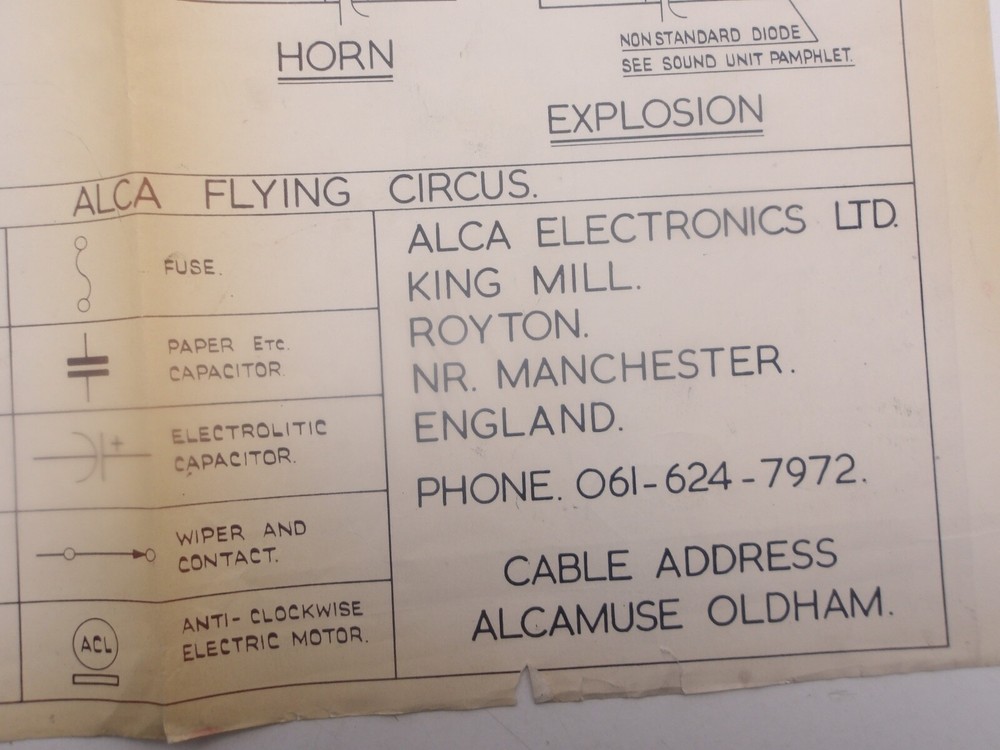 HORN
NON STANDARD DIODE
SEE SOUND UNIT PAMPHLET.
EXPLOSION
ALCA FLYING CIRCUS.
FUSE.
PAPER ETC.
CAPACITOR.
ELECTROLITIC
CAPACITOR.
+
WIPER AND
CONTACT.
ACL
ANTI-CLOCKWISE
ELECTRIC MOTOR.
ALCA ELECTRONICS LTD.
KING MILL.
ROYTON.
NR. MANCHESTER.
ENGLAND.
PHONE. 061-624-7972.
CABLE ADDRESS
ALCAMUSE OLDHAM.